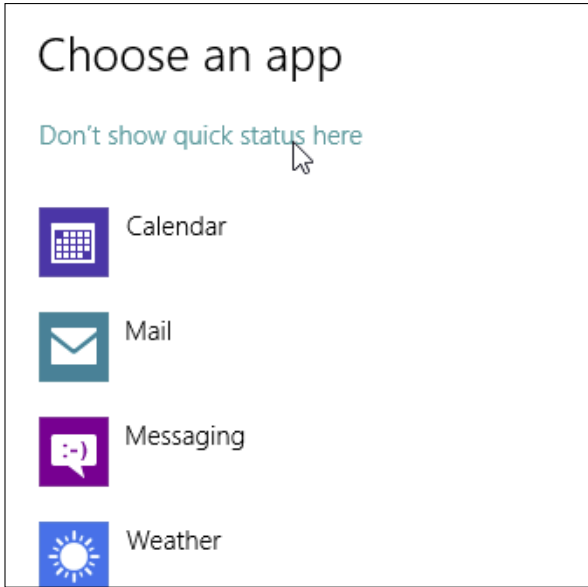 Choose an app
Don't show quick status here
Calendar
Mail
:-)
Messaging
Weather